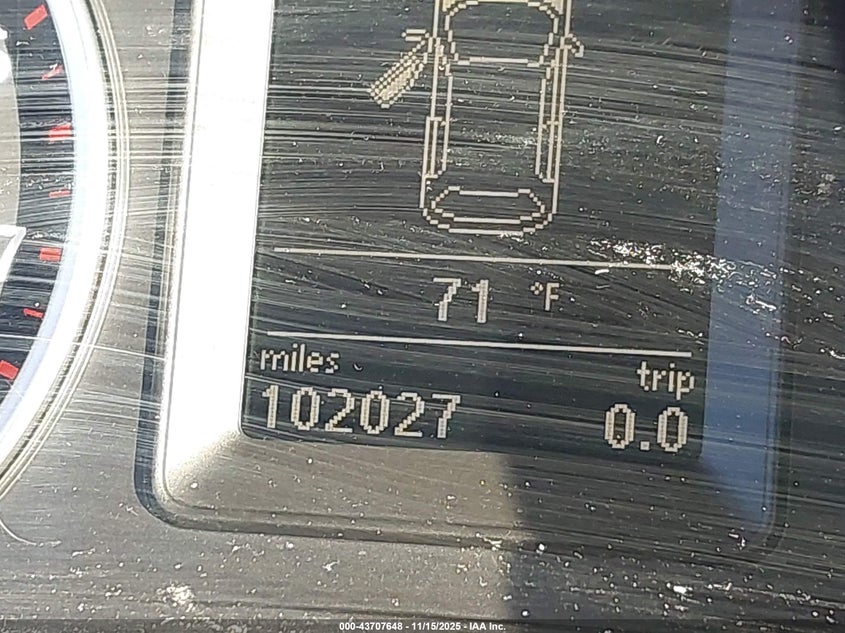 71 °F
miles trip
102027 0.0
000-43707648 - 11/15/2025 - IAA Inc.